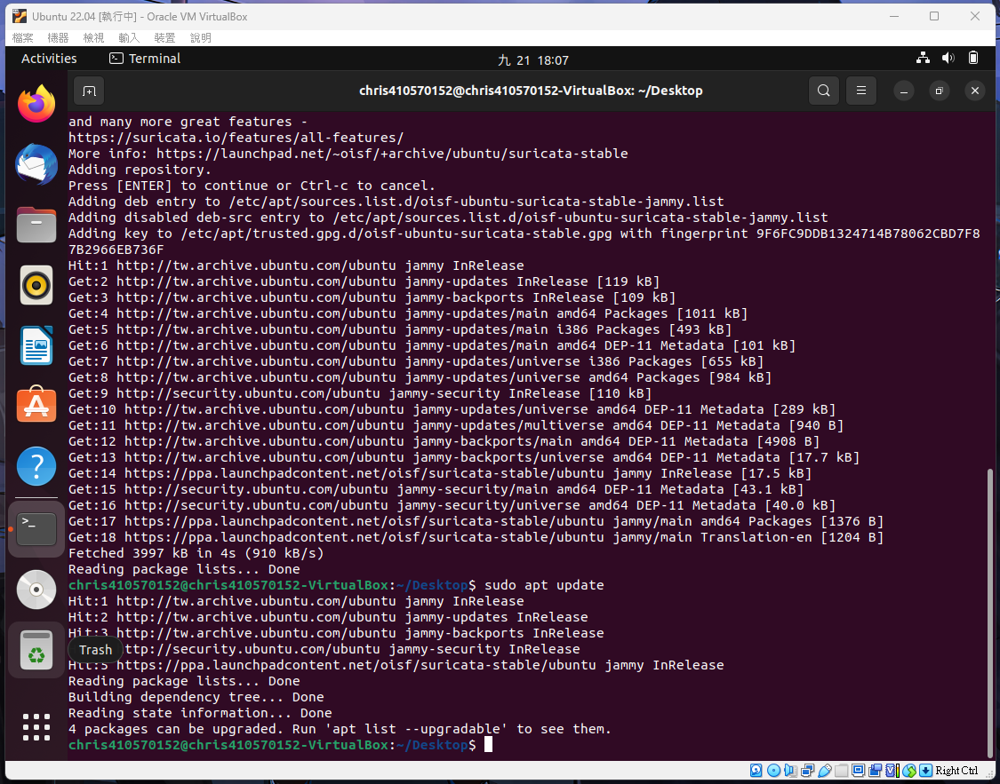 Ubuntu 22.04 [執行中] - Oracle VM VirtualBox
檔案 機器 檢視 輸入 裝置 說明
Activities Terminal 九 21 18:07
chris410570152@chris410570152-VirtualBox: ~/Desktop
and many more great features -
https://suricata.io/features/all-features/
More info: https://launchpad.net/~oisf/+archive/ubuntu/suricata-stable
Adding repository.
Press [ENTER] to continue or Ctrl-c to cancel.
Adding deb entry to /etc/apt/sources.list.d/oisf-ubuntu-suricata-stable-jammy.list
Adding disabled deb-src entry to /etc/apt/sources.list.d/oisf-ubuntu-suricata-stable-jammy.list
Adding key to /etc/apt/trusted.gpg.d/oisf-ubuntu-suricata-stable.gpg with fingerprint 9F6FC9DDB1324714B78062CBD7F8
7B2966EB736F
Hit:1 http://tw.archive.ubuntu.com/ubuntu jammy InRelease
Get:2 http://tw.archive.ubuntu.com/ubuntu jammy-updates InRelease [119 kB]
Get:3 http://tw.archive.ubuntu.com/ubuntu jammy-backports InRelease [109 kB]
Get:4 http://tw.archive.ubuntu.com/ubuntu jammy-updates/main amd64 Packages [1011 kB]
Get:5 http://tw.archive.ubuntu.com/ubuntu jammy-updates/main i386 Packages [493 kB]
Get:6 http://tw.archive.ubuntu.com/ubuntu jammy-updates/main amd64 DEP-11 Metadata [101 kB]
Get:7 http://tw.archive.ubuntu.com/ubuntu jammy-updates/universe i386 Packages [655 kB]
Get:8 http://tw.archive.ubuntu.com/ubuntu jammy-updates/universe amd64 Packages [984 kB]
Get:9 http://security.ubuntu.com/ubuntu jammy-security InRelease [110 kB]
Get:10 http://tw.archive.ubuntu.com/ubuntu jammy-updates/universe amd64 DEP-11 Metadata [289 kB]
Get:11 http://tw.archive.ubuntu.com/ubuntu jammy-updates/multiverse amd64 DEP-11 Metadata [940 B]
Get:12 http://tw.archive.ubuntu.com/ubuntu jammy-backports/main amd64 DEP-11 Metadata [4908 B]
Get:13 http://tw.archive.ubuntu.com/ubuntu jammy-backports/universe amd64 DEP-11 Metadata [17.7 kB]
Get:14 https://ppa.launchpadcontent.net/oisf/suricata-stable/ubuntu jammy InRelease [17.5 kB]
Get:15 http://security.ubuntu.com/ubuntu jammy-security/main amd64 DEP-11 Metadata [43.1 kB]
Get:16 http://security.ubuntu.com/ubuntu jammy-security/universe amd64 DEP-11 Metadata [40.0 kB]
Get:17 https://ppa.launchpadcontent.net/oisf/suricata-stable/ubuntu jammy/main amd64 Packages [1376 B]
Get:18 https://ppa.launchpadcontent.net/oisf/suricata-stable/ubuntu jammy/main Translation-en [1204 B]
Fetched 3997 kB in 4s (910 kB/s)
Reading package lists... Done
chris410570152@chris410570152-VirtualBox:~/Desktop$ sudo apt update
Hit:1 http://tw.archive.ubuntu.com/ubuntu jammy InRelease
Hit:2 http://tw.archive.ubuntu.com/ubuntu jammy-updates InRelease
Hit:3 http://tw.archive.ubuntu.com/ubuntu jammy-backports InRelease
Trash ttp://security.ubuntu.com/ubuntu jammy-security InRelease
Hit:5 https://ppa.launchpadcontent.net/oisf/suricata-stable/ubuntu jammy InRelease
Reading package lists... Done
Building dependency tree... Done
Reading state information... Done
4 packages can be upgraded. Run 'apt list --upgradable' to see them.
chris410570152@chris410570152-VirtualBox:~/Desktop$
Right Ctrl